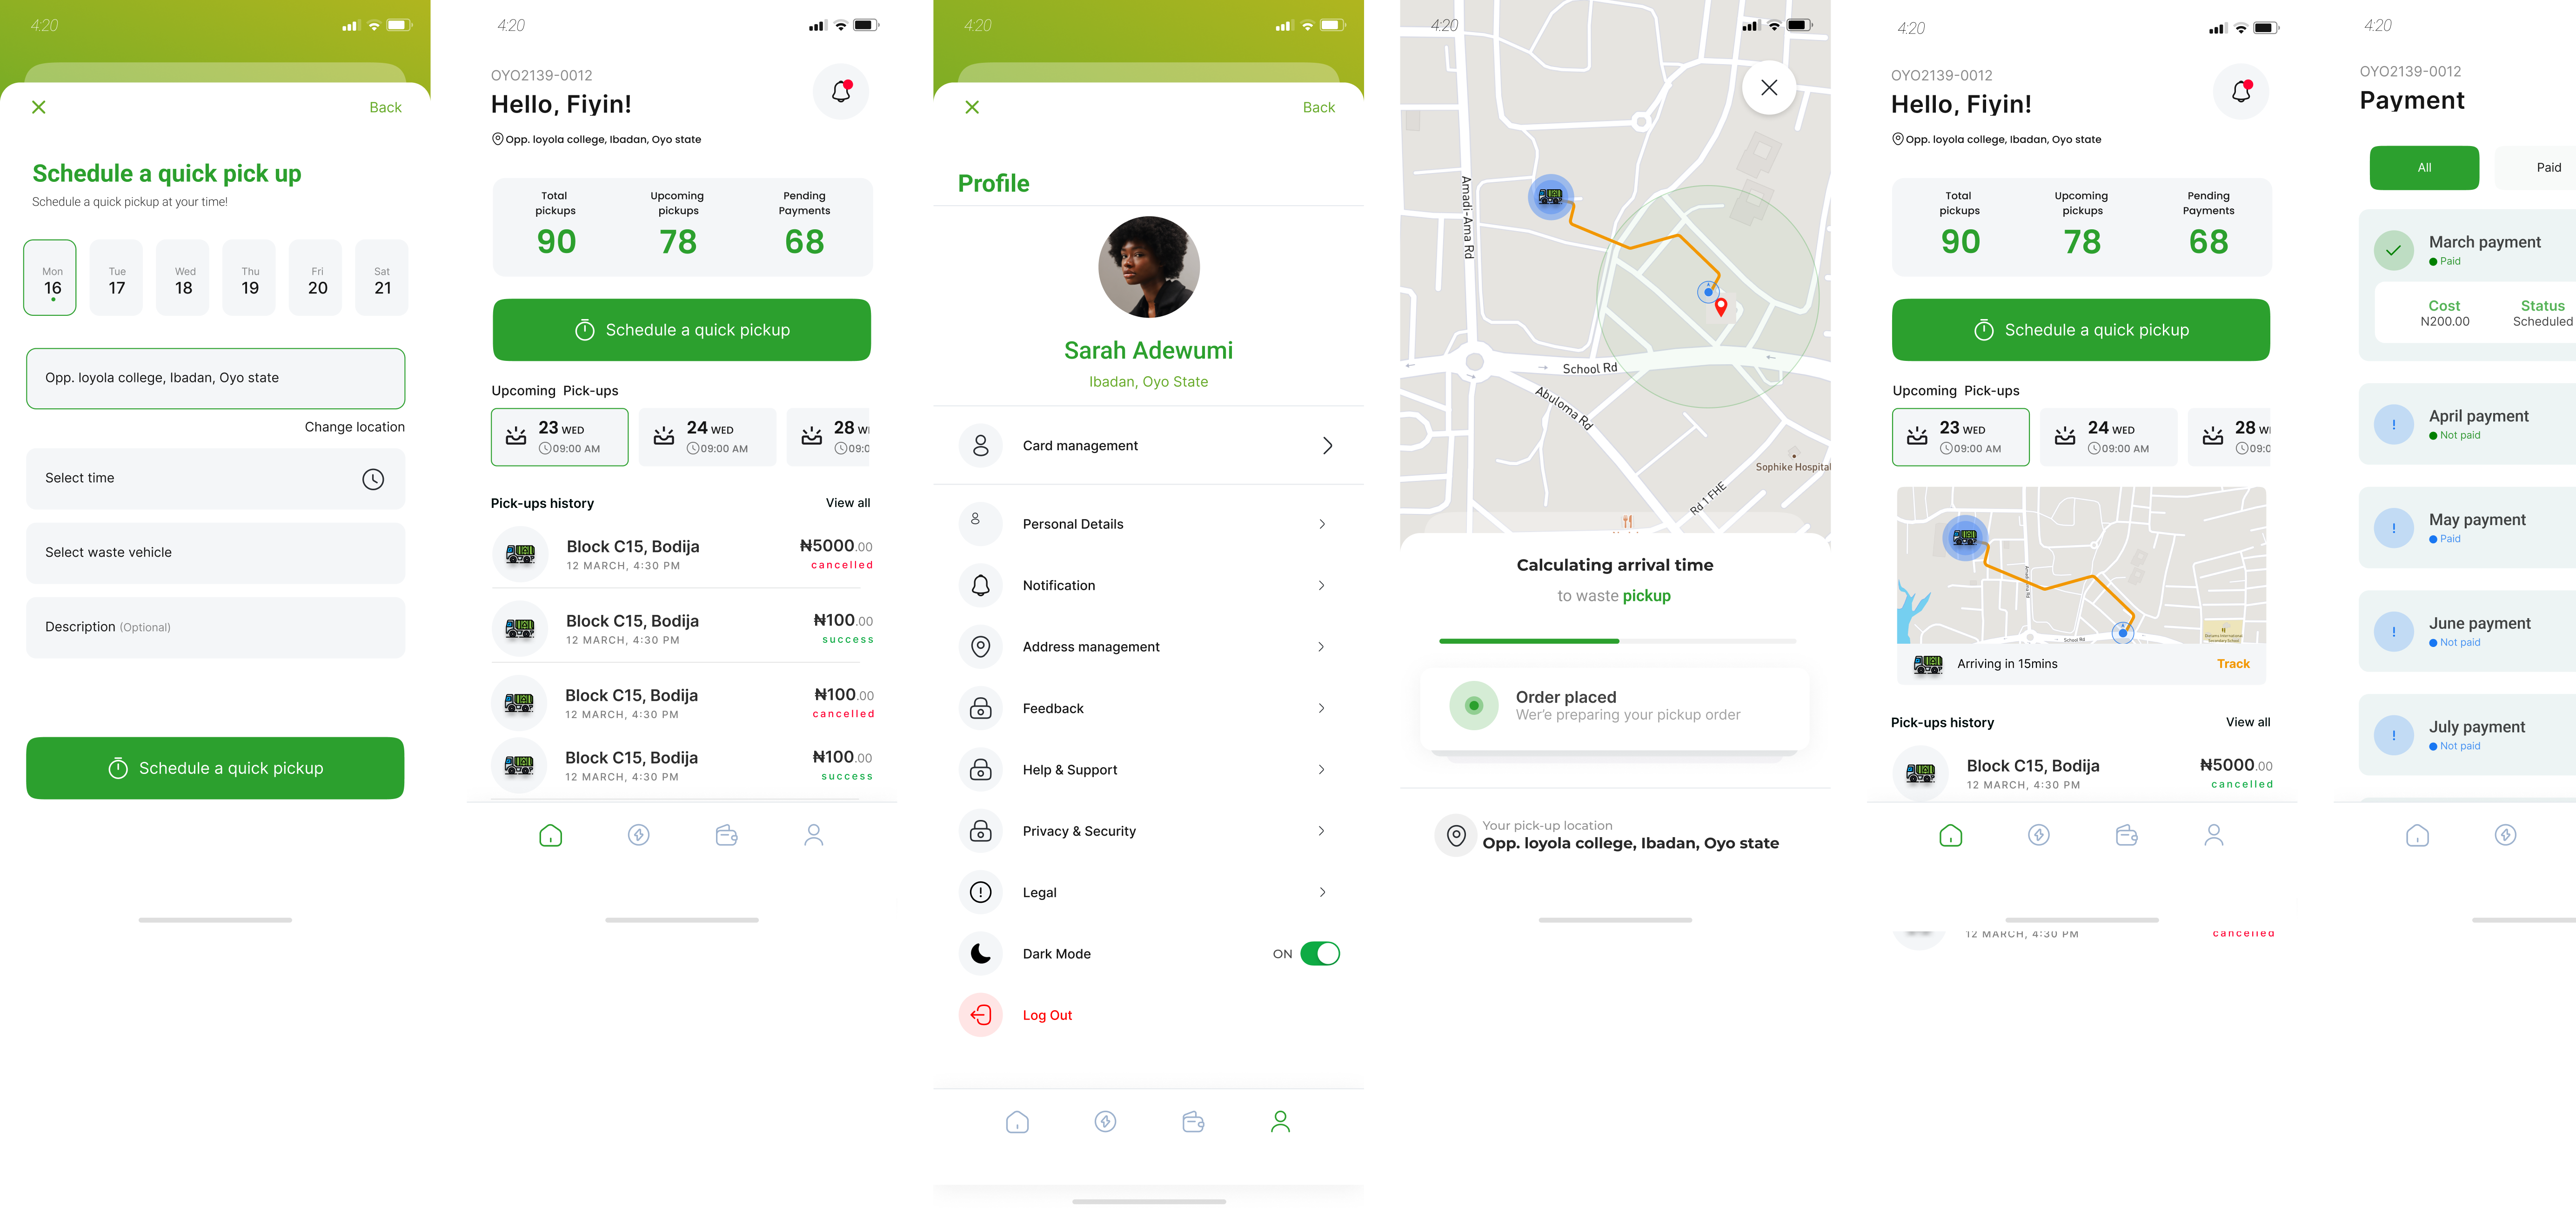 4:20
Back
Schedule a quick pick up
Schedule a quick pickup at your time!
Mon Tue Wed Thu Fri Sat
16 17 18 19 20 21
Opp. loyola college, Ibadan, Oyo state
Change location
Select time
Select waste vehicle
Description (Optional)
Schedule a quick pickup
4:20
OYO2139-0012
Hello, Fiyin!
Opp. loyola college, Ibadan, Oyo state
Total pickups
90
Upcoming pickups
78
Pending Payments
68
Schedule a quick pickup
Upcoming Pick-ups
23 WED
09:00 AM
24 WED
09:00 AM
28 WE
09:0
Pick-ups history View all
Block C15, Bodija ₦5000.00
12 MARCH, 4:30 PM cancelled
Block C15, Bodija ₦100.00
12 MARCH, 4:30 PM success
Block C15, Bodija ₦100.00
12 MARCH, 4:30 PM cancelled
Block C15, Bodija ₦100.00
12 MARCH, 4:30 PM success
4:20
Back
Profile
Sarah Adewumi
Ibadan, Oyo State
Card management
Personal Details
Notification
Address management
Feedback
Help & Support
Privacy & Security
Legal
Dark Mode ON
Log Out
4:20
Amadi-Ama Rd
School Rd
Abuloma Rd
Sophike Hospital
Rd 1 FHE
Calculating arrival time
to waste pickup
Order placed
Wer'e preparing your pickup order
Your pick-up location
Opp. loyola college, Ibadan, Oyo state
4:20
OYO2139-0012
Hello, Fiyin!
Opp. loyola college, Ibadan, Oyo state
Total pickups
90
Upcoming pickups
78
Pending Payments
68
Schedule a quick pickup
Upcoming Pick-ups
23 WED
09:00 AM
24 WED
09:00 AM
28 WE
09:0
School Rd
Arriving in 15mins Track
Pick-ups history View all
Block C15, Bodija ₦5000.00
12 MARCH, 4:30 PM cancelled
12 MARCH, 4:30 PM cancelled
4:20
OYO2139-0012
Payment
All Paid
March payment
Paid
Cost Status
N200.00 Scheduled
April payment
Not paid
May payment
Paid
June payment
Not paid
July payment
Not paid